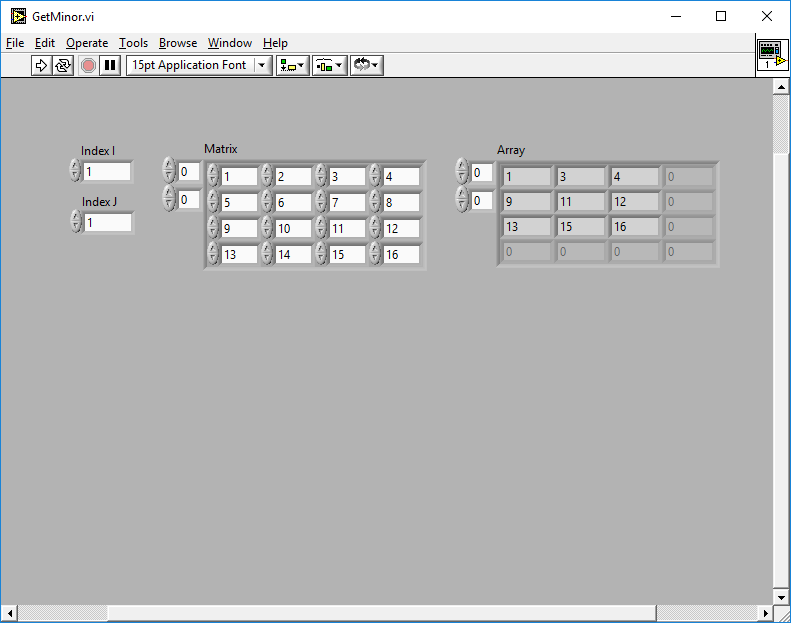 GetMinor.vi
File Edit Operate Tools Browse Window Help
15pt Application Font
1
Index I
1
Index J
1
Matrix
0
0
1 2 3 4
5 6 7 8
9 10 11 12
13 14 15 16
Array
0
0
1 3 4 0
9 11 12 0
13 15 16 0
0 0 0 0